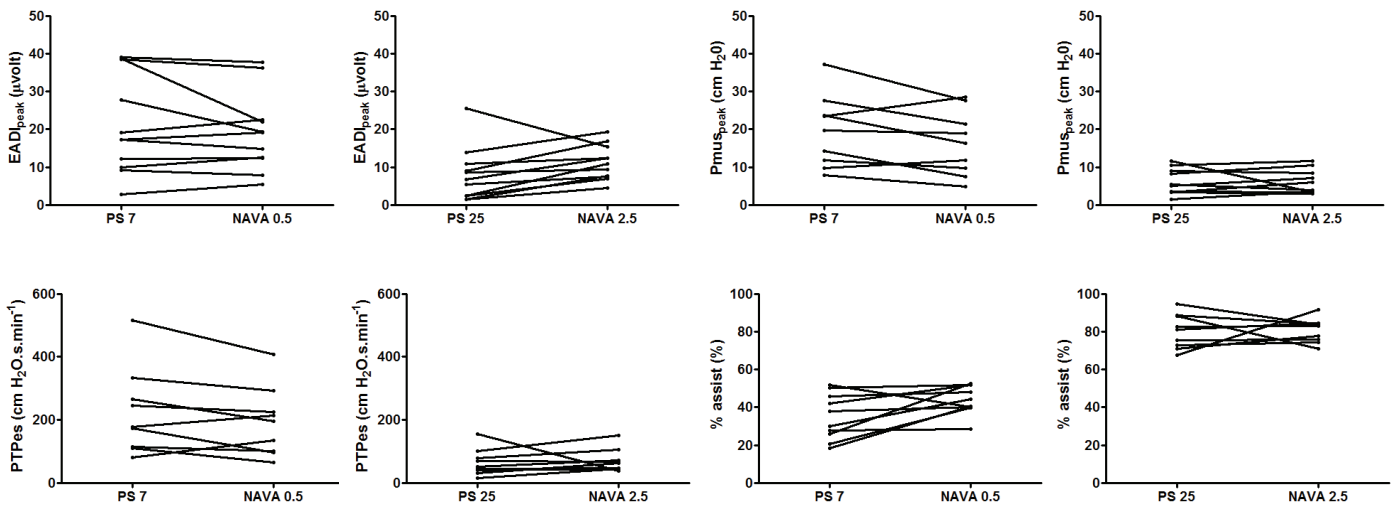 EADIpeak (µvolt)
50
40
30
20
10
0
PS 7 NAVA 0.5
EADIpeak (µvolt)
50
40
30
20
10
0
PS 25 NAVA 2.5
Pmuspeak (cm H20)
50
40
30
20
10
0
PS 7 NAVA 0.5
Pmuspeak (cm H20)
50
40
30
20
10
0
PS 25 NAVA 2.5
PTPes (cm H₂O.s.min⁻¹)
600
400
200
0
PS 7 NAVA 0.5
PTPes (cm H₂O.s.min⁻¹)
600
400
200
0
PS 25 NAVA 2.5
% assist (%)
100
80
60
40
20
0
PS 7 NAVA 0.5
% assist (%)
100
80
60
40
20
0
PS 25 NAVA 2.5